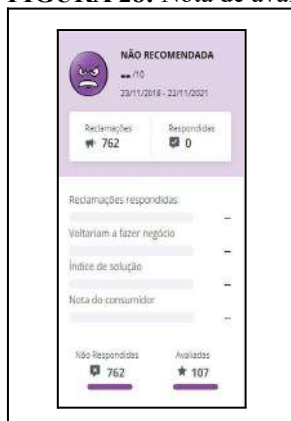 FIGURA 28: Nota de
NÃO RECOMENDADA
-- /10
23/11/2018 - 22/11/2021
Reclamações
762
Respondidas
0
Reclamações respondidas
--
Voltariam a fazer negócio
--
Índice de solução
--
Nota do consumidor
--
Não Respondidas
762
Avaliadas
107